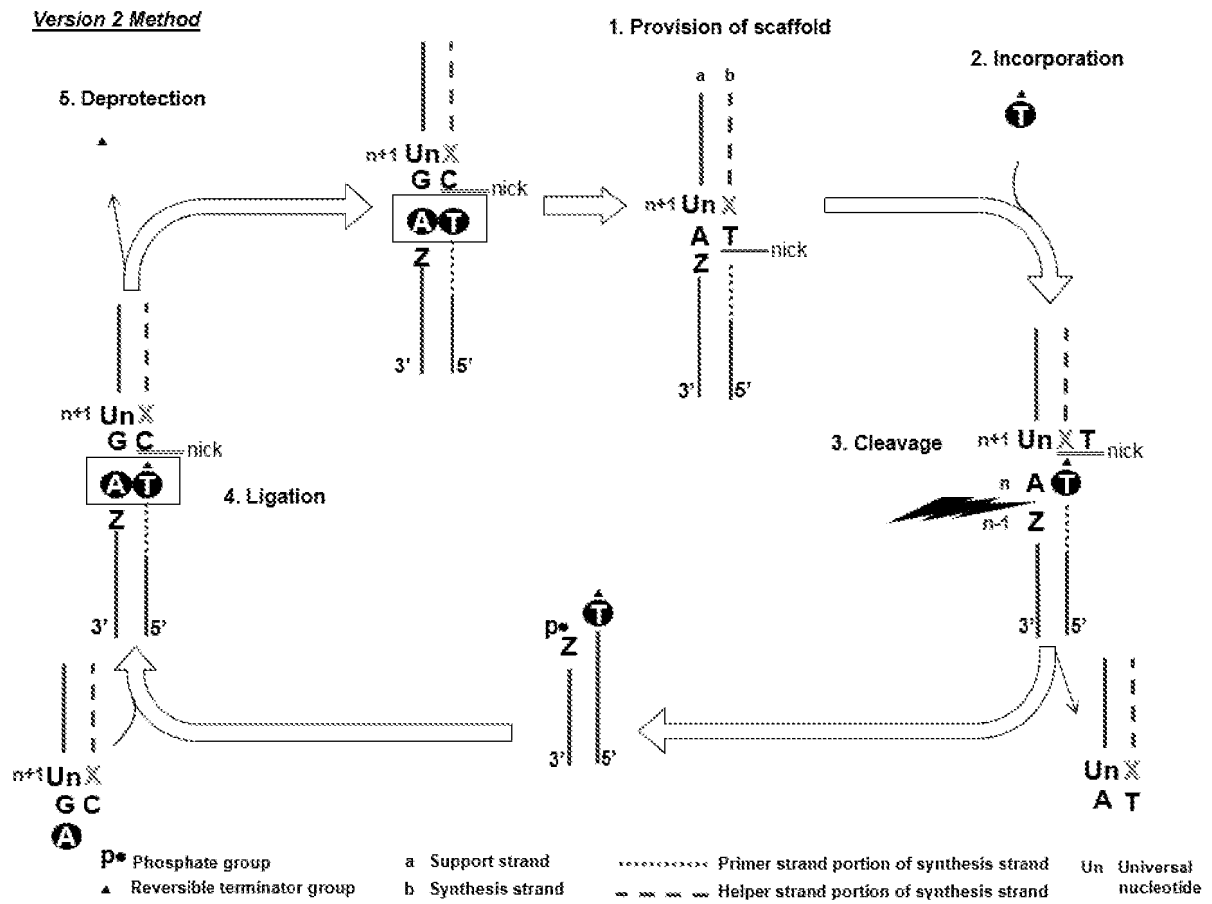 Version 2 Method
1. Provision of scaffold
2. Incorporation
5. Deprotection
a b
T
n+1 Un X
G C
nick
A T
Z
3' 5'
n+1 Un X
A T
nick
Z
3' 5'
n+1 Un X
G C
nick
A T
Z
3' 5'
4. Ligation
3. Cleavage
n+1 Un X T
nick
n A T
n-1 Z
3' 5'
T
p•
Z
3' 5'
n+1 Un X
G C
A
Un X
A T
p• Phosphate group
▲ Reversible terminator group
a Support strand
b Synthesis strand
Primer strand portion of synthesis strand
Helper strand portion of synthesis strand
Un Universal
nucleotide